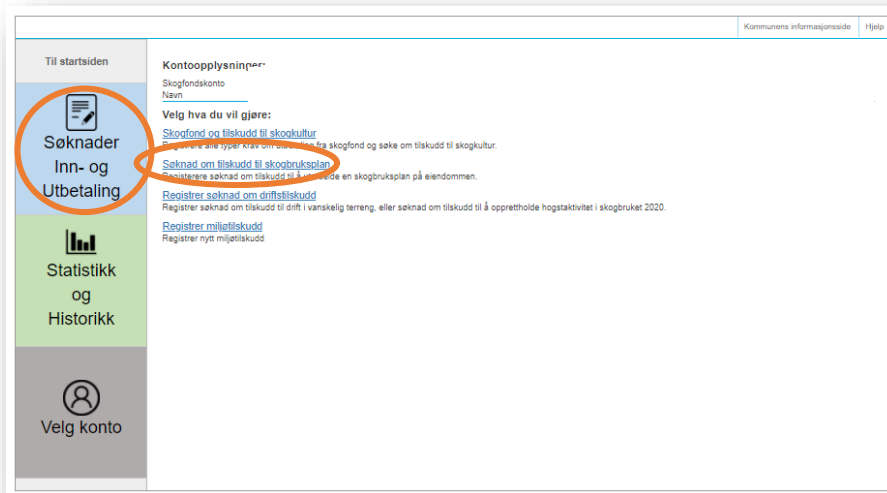 Kommunens informasjonsside Hjelp
Til startsiden
Søknader
Inn- og
Utbetaling
Statistikk
og
Historikk
Velg konto
Kontoopplysninger:
Skogfondskonto
Navn
Velg hva du vil gjøre:
Skogfond og tilskudd til skogkultur
Registrere alle typer krav om utbetaling fra skogfond og søke om tilskudd til skogkultur.
Søknad om tilskudd til skogbruksplan
Registerere søknad om tilskudd til å utarbeide en skogbruksplan på eiendommen.
Registrer søknad om driftstilskudd
Registrer søknad om tilskudd til drift i vanskelig terreng, eller søknad om tilskudd til å opprettholde hogstaktivitet i skogbruket 2020.
Registrer miljøtilskudd
Registrer nytt miljøtilskudd